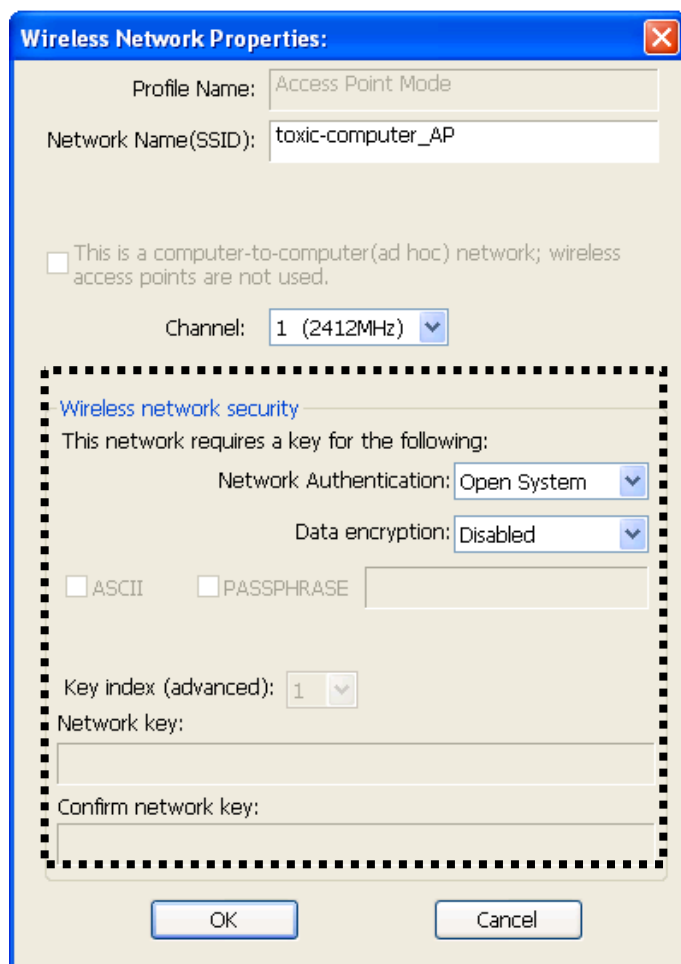 Wireless Network Properties:
Profile Name: Access Point Mode
Network Name(SSID): toxic-computer_AP
This is a computer-to-computer(ad hoc) network; wireless
access points are not used.
Channel: 1 (2412MHz)
Wireless network security
This network requires a key for the following:
Network Authentication: Open System
Data encryption: Disabled
ASCII PASSPHRASE
Key index (advanced): 1
Network key:
Confirm network key:
OK Cancel